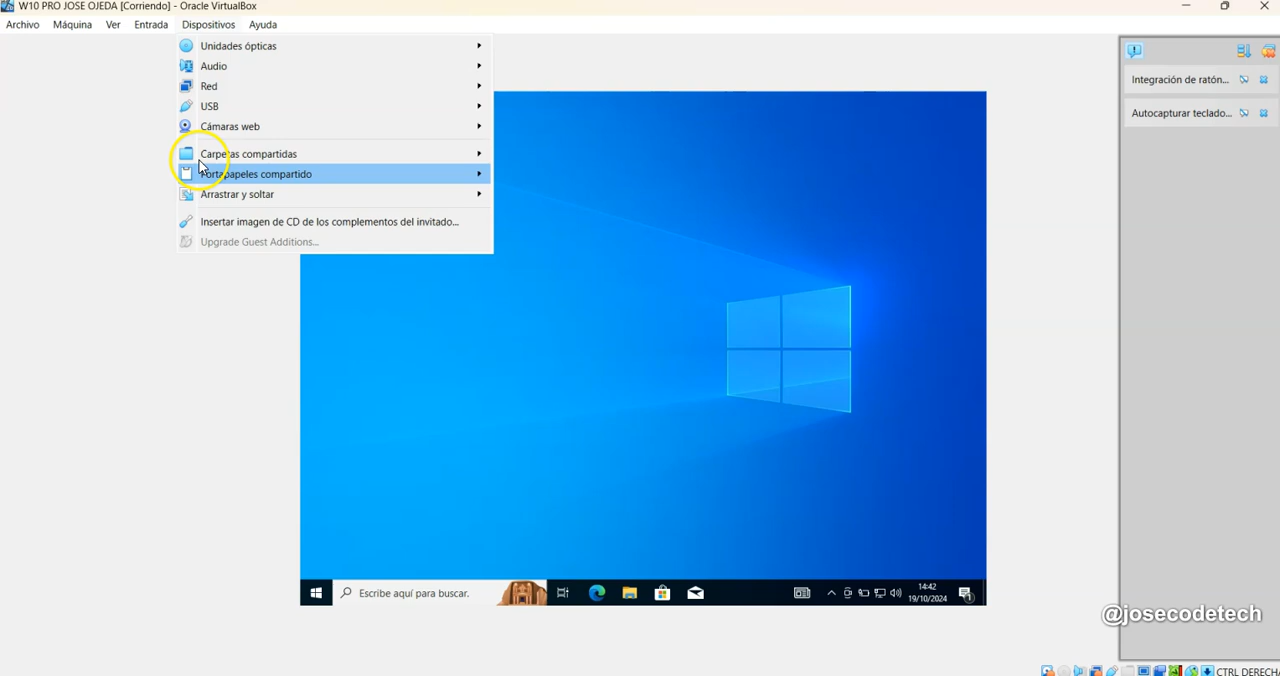 W10 PRO JOSE OJEDA [Corriendo] - Oracle VirtualBox
Archivo Máquina Ver Entrada Dispositivos Ayuda
Unidades ópticas
Audio
Red
USB
Cámaras web
Carpetas compartidas
Portapapeles compartido
Arrastrar y soltar
Insertar imagen de CD de los complementos del invitado...
Upgrade Guest Additions...
Integración de ratón...
Autocapturar teclado...
Escribe aquí para buscar.
14:42
19/10/2024
1
@josecodetech
CTRL DERECHA